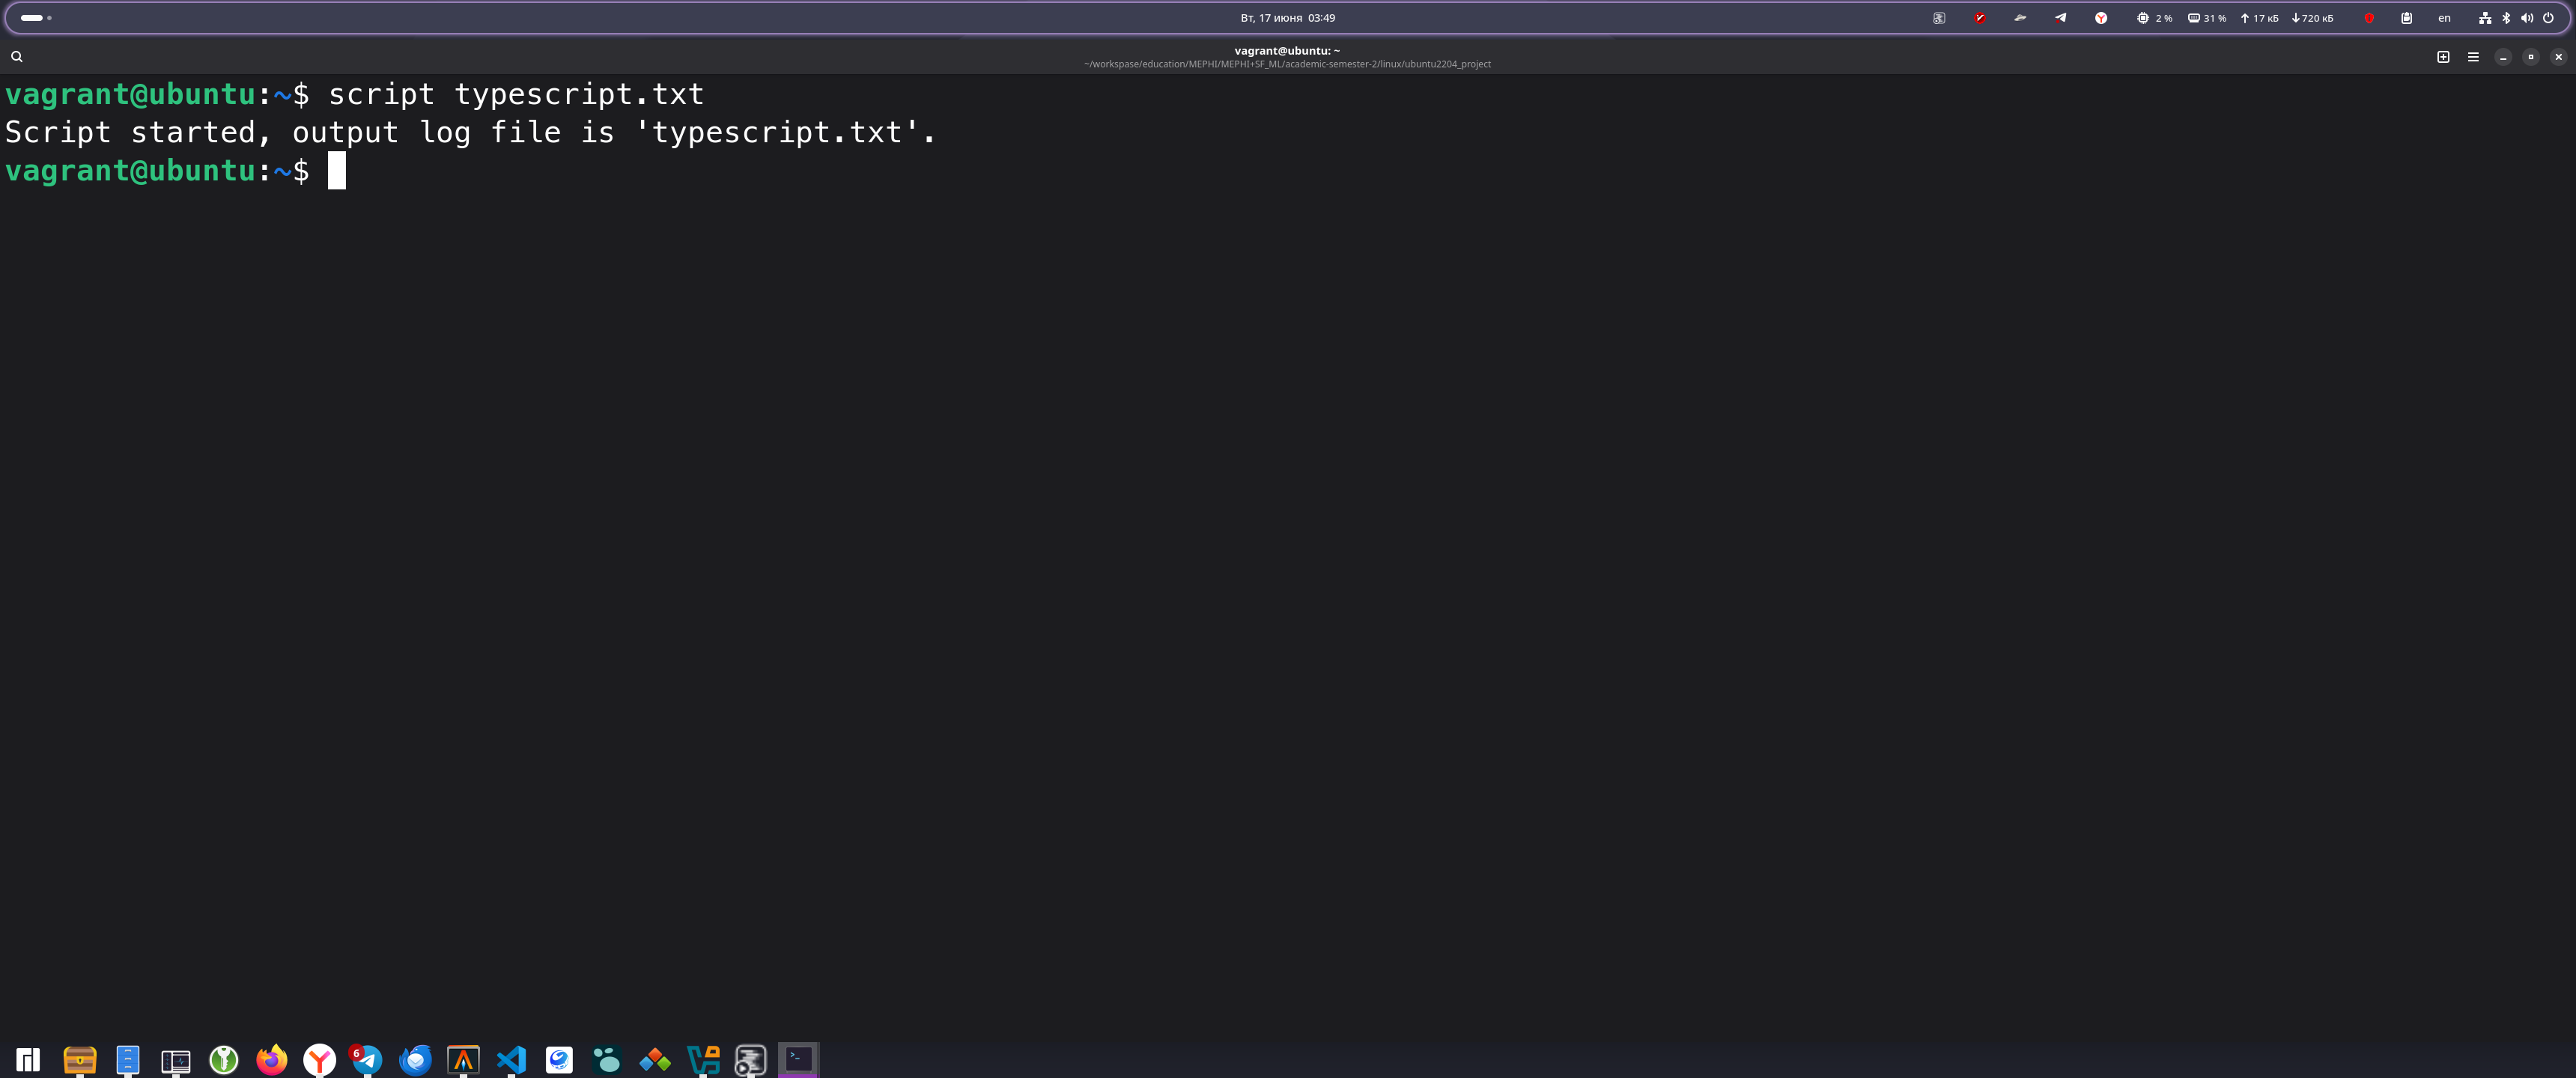 Вт, 17 июня 03:49
2 %
31 %
17 кБ
720 кБ
en
vagrant@ubuntu: ~
~/workspase/education/MEPHI/MEPHI+SF_ML/academic-semester-2/linux/ubuntu2204_project
vagrant@ubuntu:~$ script typescript.txt
Script started, output log file is 'typescript.txt'.
vagrant@ubuntu:~$
6